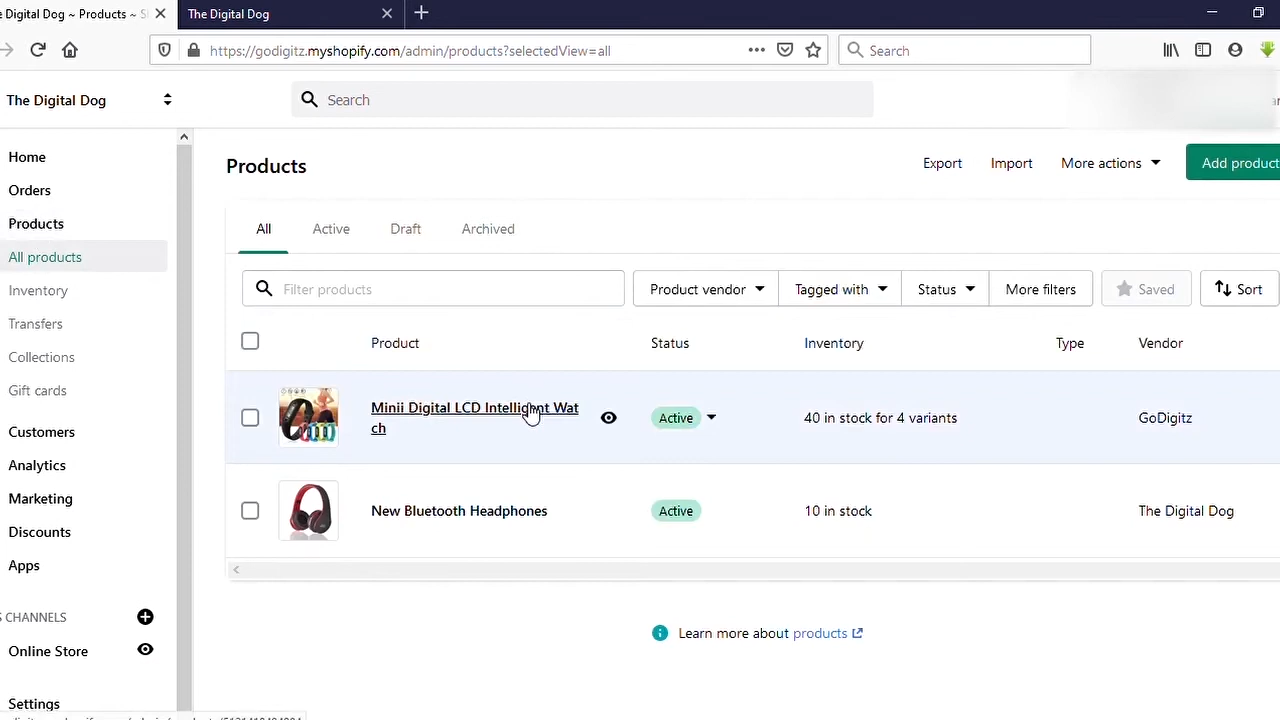 e Digital Dog ~ Products ~ S
The Digital Dog
https://godigitz.myshopify.com/admin/products?selectedView=all
Search
The Digital Dog
Search
Home
Orders
Products
All products
Inventory
Transfers
Collections
Gift cards
Customers
Analytics
Marketing
Discounts
Apps
S CHANNELS
Online Store
Settings
Products
Export
Import
More actions
Add product
All
Active
Draft
Archived
Filter products
Product vendor
Tagged with
Status
More filters
Saved
Sort
Product
Status
Inventory
Type
Vendor
Minii Digital LCD Intelligent Wat
ch
Active
40 in stock for 4 variants
GoDigitz
New Bluetooth Headphones
Active
10 in stock
The Digital Dog
Learn more about products